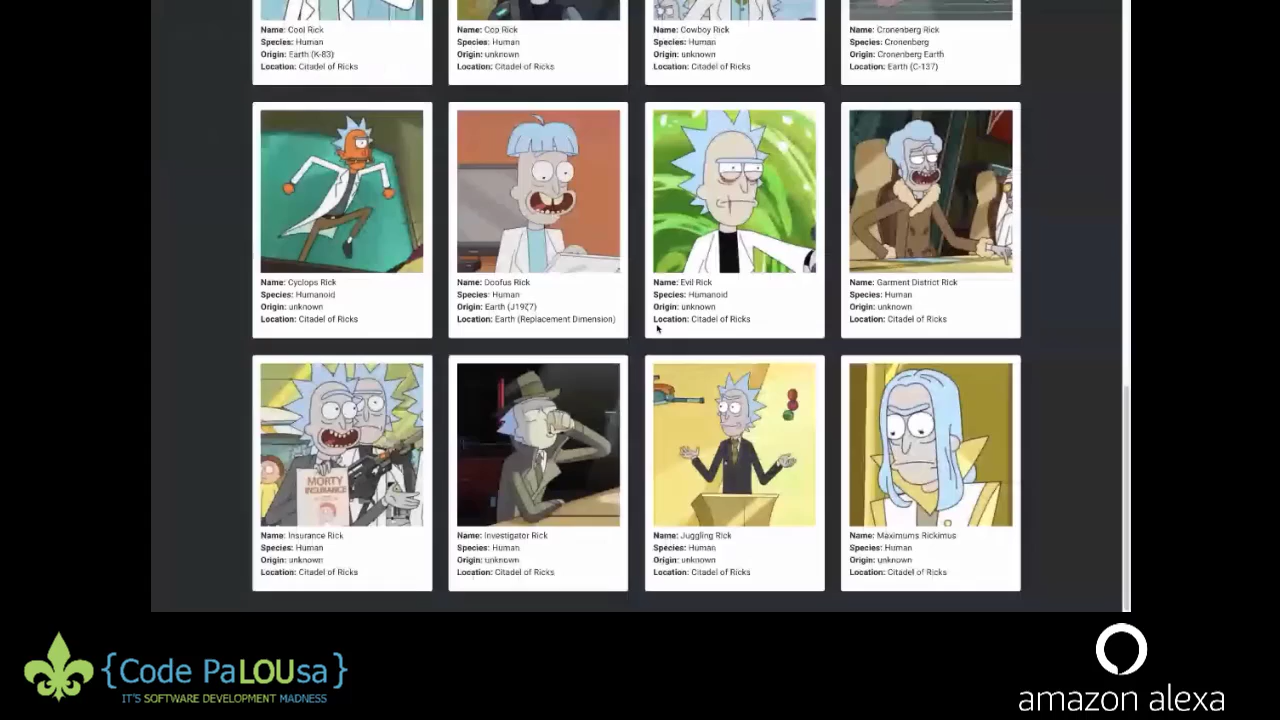 Name: Cool Rick
Species: Human
Origin: Earth (K-83)
Location: Citadel of Ricks
Name: Cop Rick
Species: Human
Origin: unknown
Location: Citadel of Ricks
Name: Cowboy Rick
Species: Human
Origin: unknown
Location: Citadel of Ricks
Name: Cronenberg Rick
Species: Cronenberg
Origin: Cronenberg Earth
Location: Earth (C-137)
Name: Cyclops Rick
Species: Humanoid
Origin: unknown
Location: Citadel of Ricks
Name: Doofus Rick
Species: Human
Origin: Earth (J19ζ7)
Location: Earth (Replacement Dimension)
Name: Evil Rick
Species: Humanoid
Origin: unknown
Location: Citadel of Ricks
Name: Garment District Rick
Species: Human
Origin: unknown
Location: Citadel of Ricks
MORTY
INSURANCE
Name: Insurance Rick
Species: Human
Origin: unknown
Location: Citadel of Ricks
Name: Investigator Rick
Species: Human
Origin: unknown
Location: Citadel of Ricks
Name: Juggling Rick
Species: Human
Origin: unknown
Location: Citadel of Ricks
Name: Maximums Rickimus
Species: Human
Origin: unknown
Location: Citadel of Ricks
{Code PaLOUsa}
IT'S SOFTWARE DEVELOPMENT MADNESS
amazon alexa